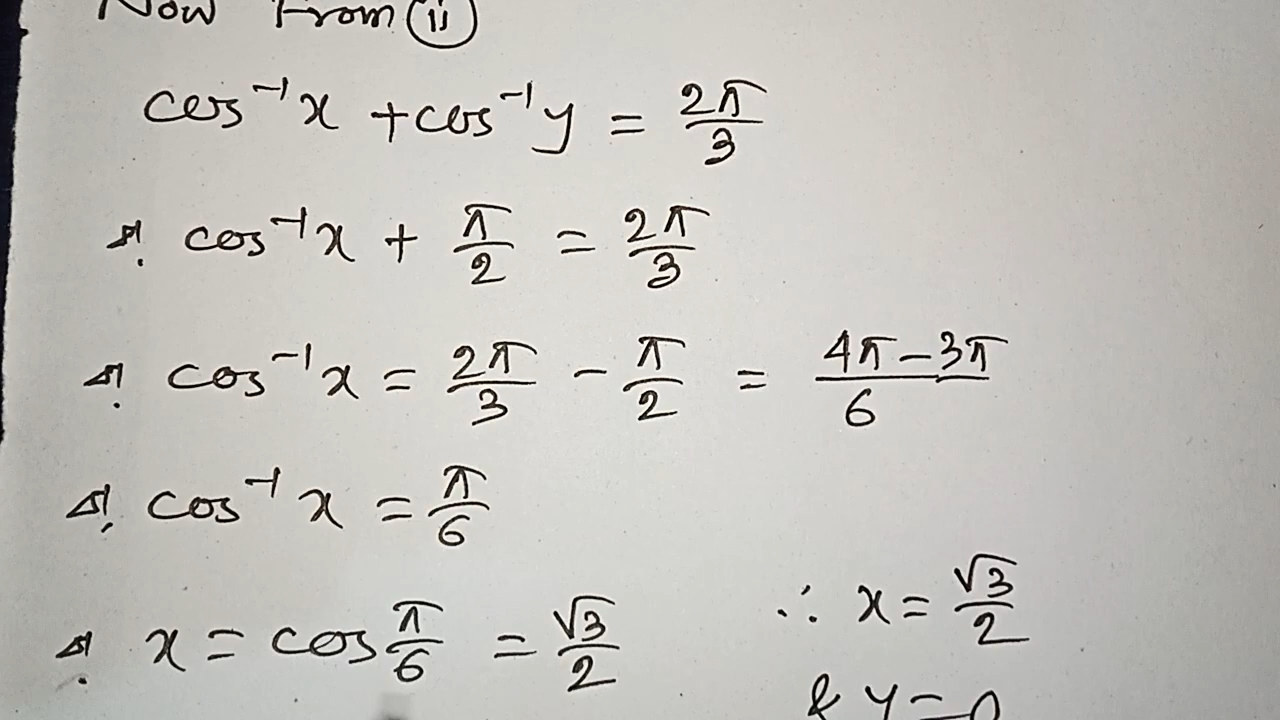 Now From (ii)
cos⁻¹x + cos⁻¹y = 2π/3
বা, cos⁻¹x + π/2 = 2π/3
বা, cos⁻¹x = 2π/3 - π/2 = (4π-3π)/6
বা, cos⁻¹x = π/6
বা, x = cos π/6 = √3/2
∴ x = √3/2
& y = 0